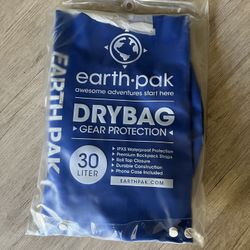 earth·pak
awesome adventures start here
DRYBAG
GEAR PROTECTION
30
LITER
▸ IPX5 Waterproof Protection
▸ Premium Backpack Straps
▸ Roll Top Closure
▸ Durable Construction
▸ Phone Case Included
EARTHPAK.COM
EARTH PAK